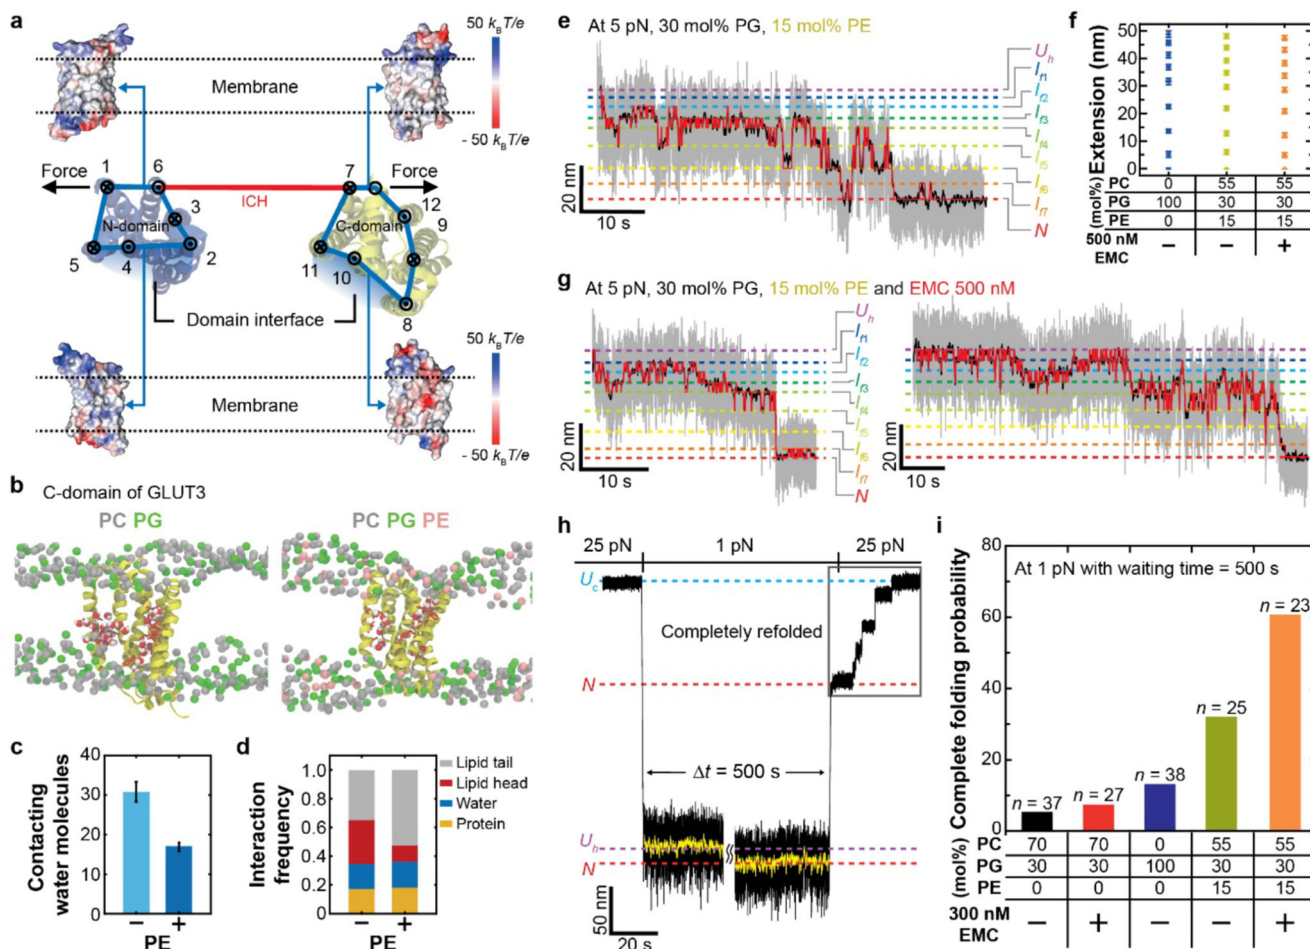 a
50 kBT/e
- 50 kBT/e
Membrane
1
6
7
Force
Force
ICH
12
3
N-domain
C-domain
9
5
4
2
11
10
8
Domain interface
50 kBT/e
- 50 kBT/e
Membrane
b
C-domain of GLUT3
PC PG
PC PG PE
c
Contacting
water molecules
40
30
20
10
0
−
+
PE
d
Interaction
frequency
1.0
0.8
0.6
0.4
0.2
0
−
+
PE
Lipid tail
Lipid head
Water
Protein
e
At 5 pN, 30 mol% PG, 15 mol% PE
Uh
If1
If2
If3
If4
If5
If6
If7
N
20 nm
10 s
f
Extension (nm)
50
40
30
20
10
0
(mol%)
PC 0 55 55
PG 100 30 30
PE 0 15 15
500 nM
EMC
− − +
g
At 5 pN, 30 mol% PG, 15 mol% PE and EMC 500 nM
Uh
If1
If2
If3
If4
If5
If6
If7
N
20 nm
10 s
20 nm
10 s
h
25 pN 1 pN 25 pN
Uc
Completely refolded
N
Δt = 500 s
Uh
N
50 nm
20 s
i
Complete folding probability
80
60
40
20
0
At 1 pN with waiting time = 500 s
n = 37
n = 27
n = 38
n = 25
n = 23
(mol%)
PC 70 70 0 55 55
PG 30 30 100 30 30
PE 0 0 0 15 15
300 nM
EMC
− + − − +